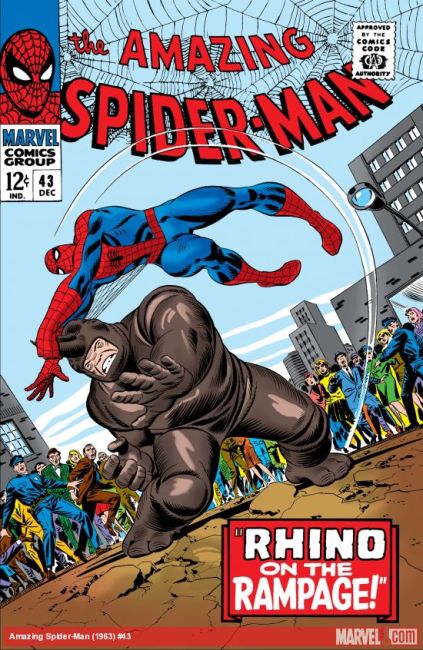 the AMAZING
SPIDER-MAN
APPROVED
BY THE
COMICS
CODE
CA
AUTHORITY
MARVEL
COMICS
GROUP
12¢
IND.
43
DEC
"RHINO
ON THE
RAMPAGE!"
Amazing Spider-Man (1963) #43
MARVEL.com